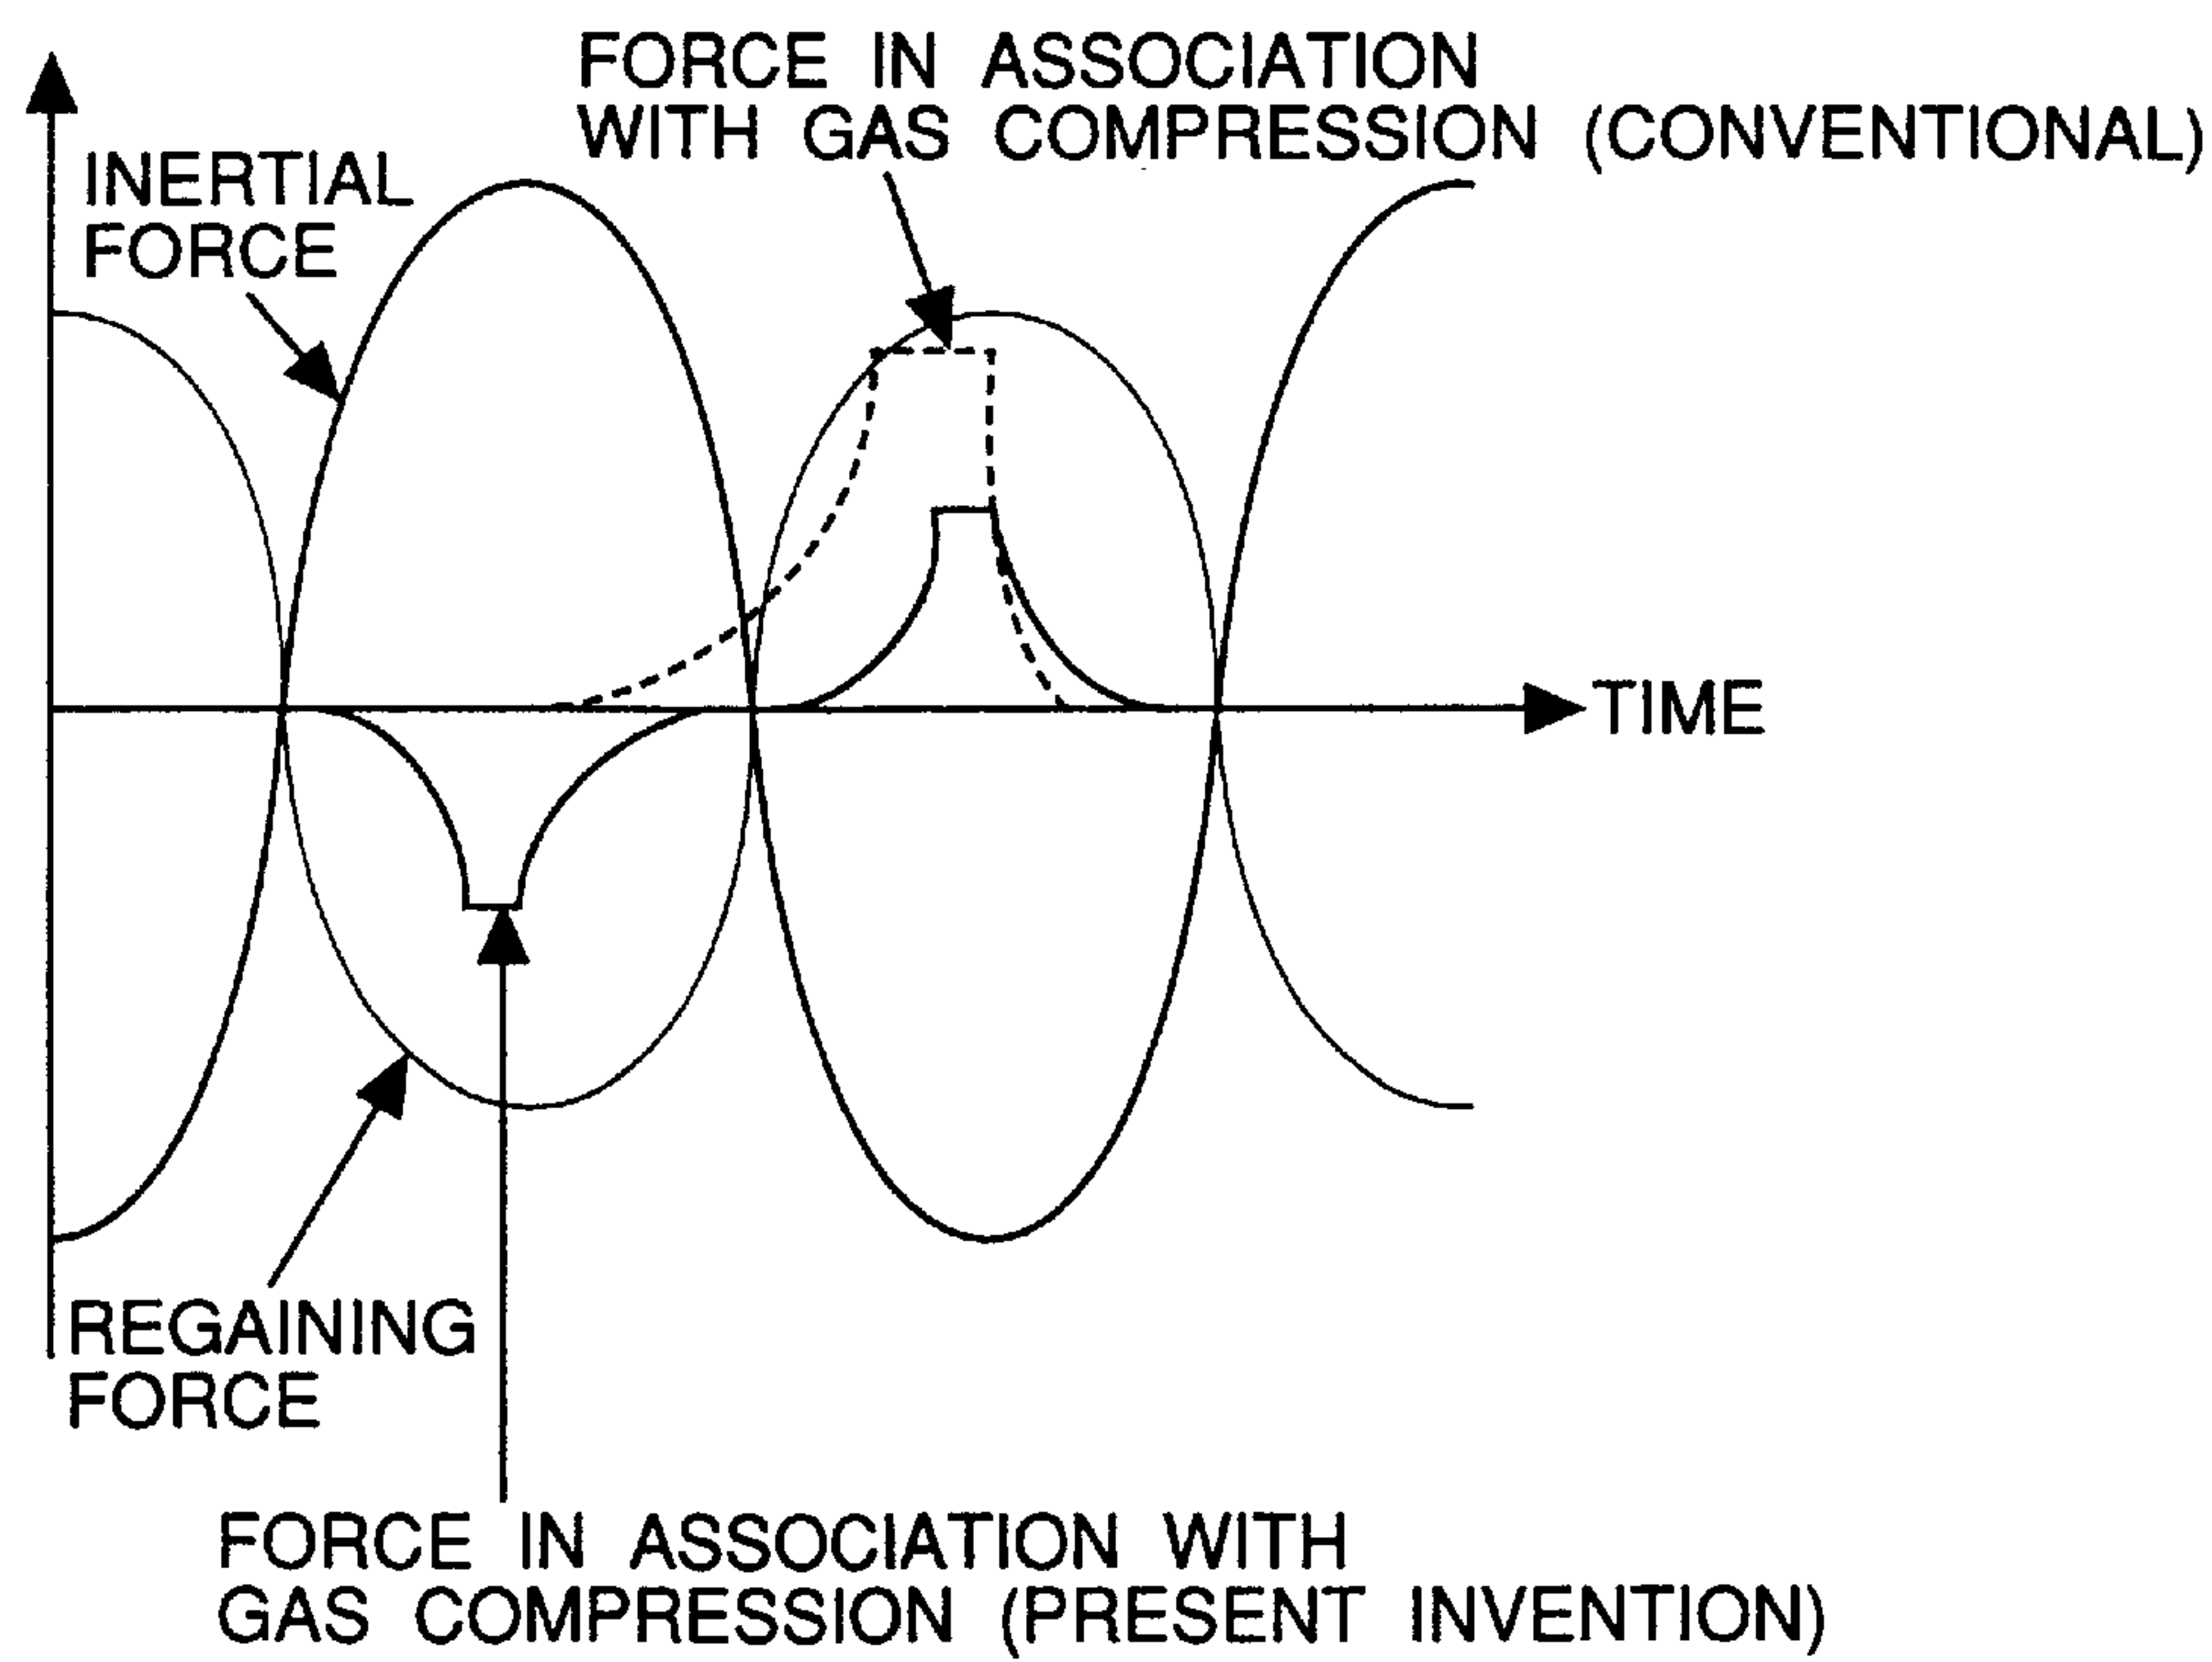 FORCE IN ASSOCIATION
WITH GAS COMPRESSION (CONVENTIONAL)
INERTIAL
FORCE
TIME
REGAINING
FORCE
FORCE IN ASSOCIATION WITH
GAS COMPRESSION (PRESENT INVENTION)